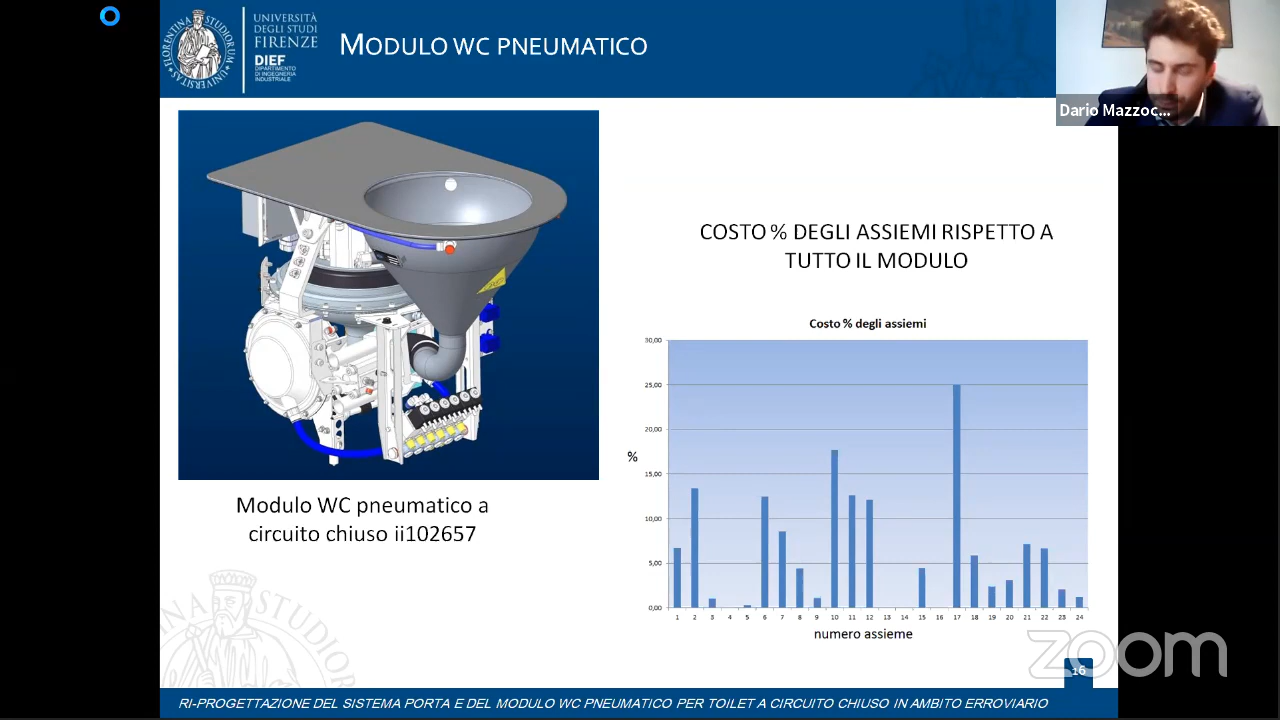 UNIVERSITÀ
DEGLI STUDI
FIRENZE
DIEF
DIPARTIMENTO
DI INGEGNERIA
INDUSTRIALE
FLORENTINA STUDIORUM UNIVERSITAS
MODULO WC PNEUMATICO
Dario Mazzoc...
COSTO % DEGLI ASSIEMI RISPETTO A
TUTTO IL MODULO
Costo % degli assiemi
30,00
25,00
20,00
15,00
10,00
5,00
0,00
%
1 2 3 4 5 6 7 8 9 10 11 12 13 14 15 16 17 18 19 20 21 22 23 24
numero assieme
Modulo WC pneumatico a
circuito chiuso ii102657
zoom
16
RI-PROGETTAZIONE DEL SISTEMA PORTA E DEL MODULO WC PNEUMATICO PER TOILET A CIRCUITO CHIUSO IN AMBITO ERROVIARIO